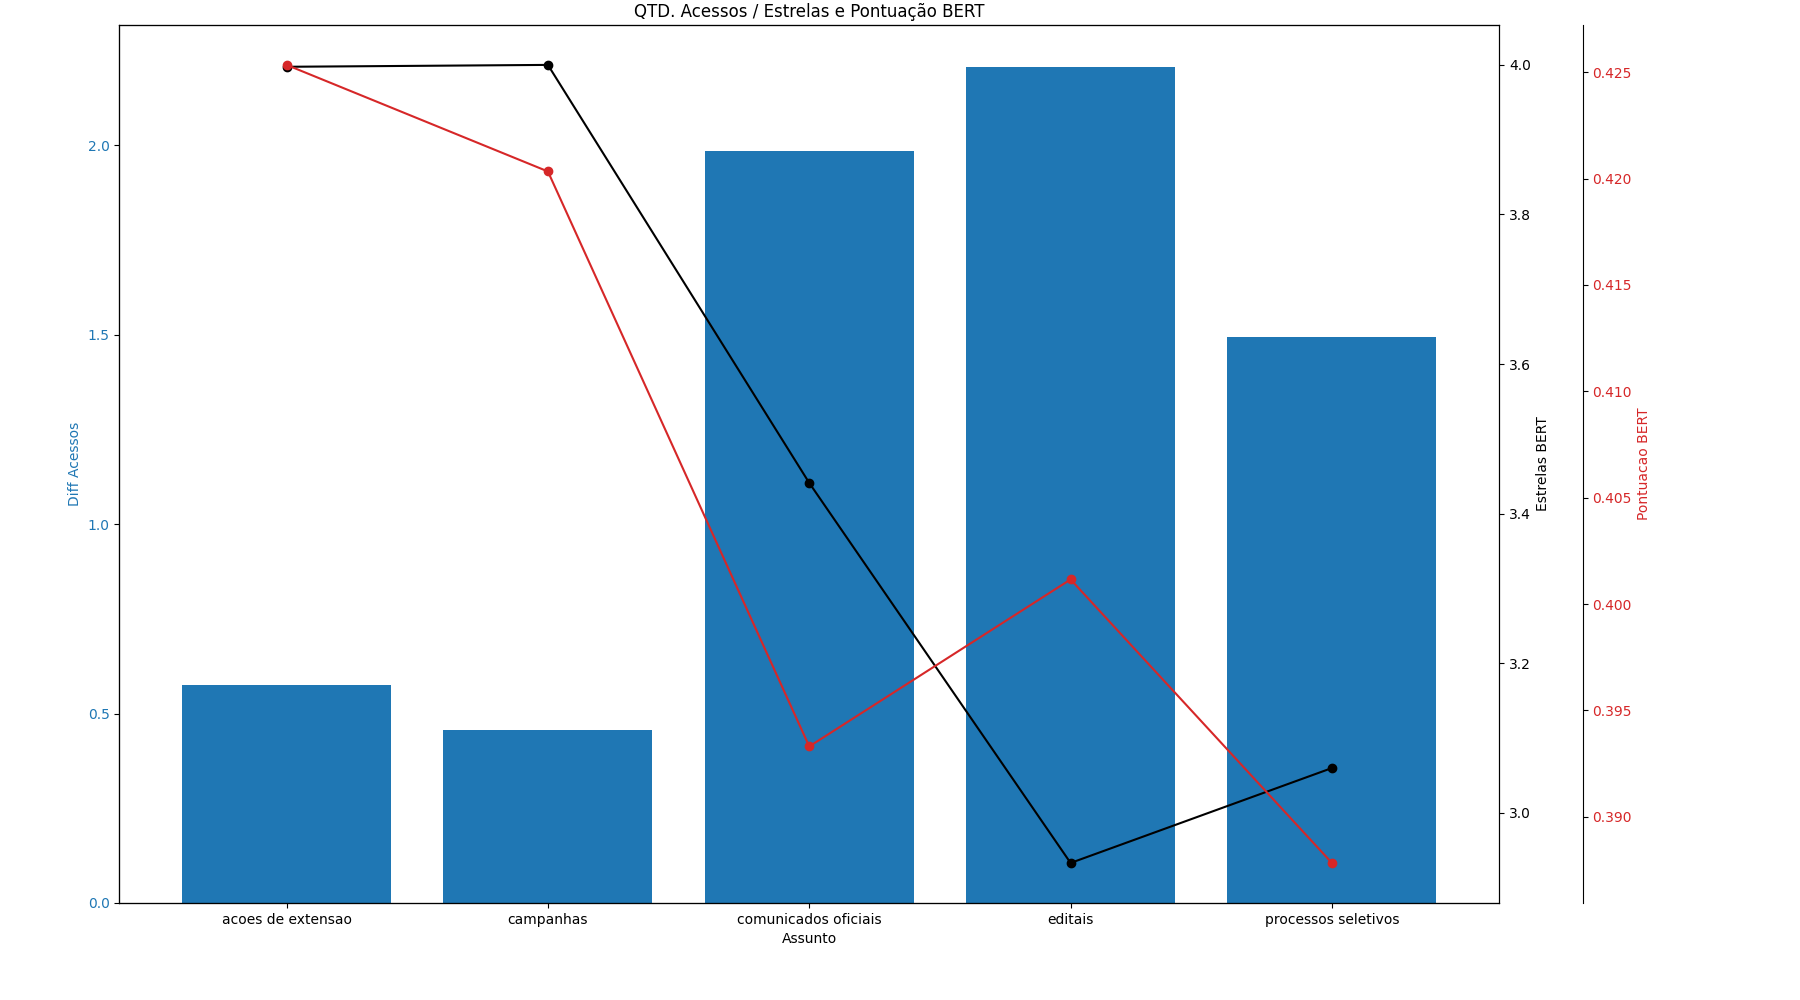 QTD. Acessos / Estrelas e Pontuação BERT
Diff Acessos
2.0
1.5
1.0
0.5
0.0
acoes de extensao
campanhas
comunicados oficiais
editais
processos seletivos
Assunto
4.0
3.8
3.6
3.4
3.2
3.0
Estrelas BERT
0.425
0.420
0.415
0.410
0.405
0.400
0.395
0.390
Pontuacao BERT